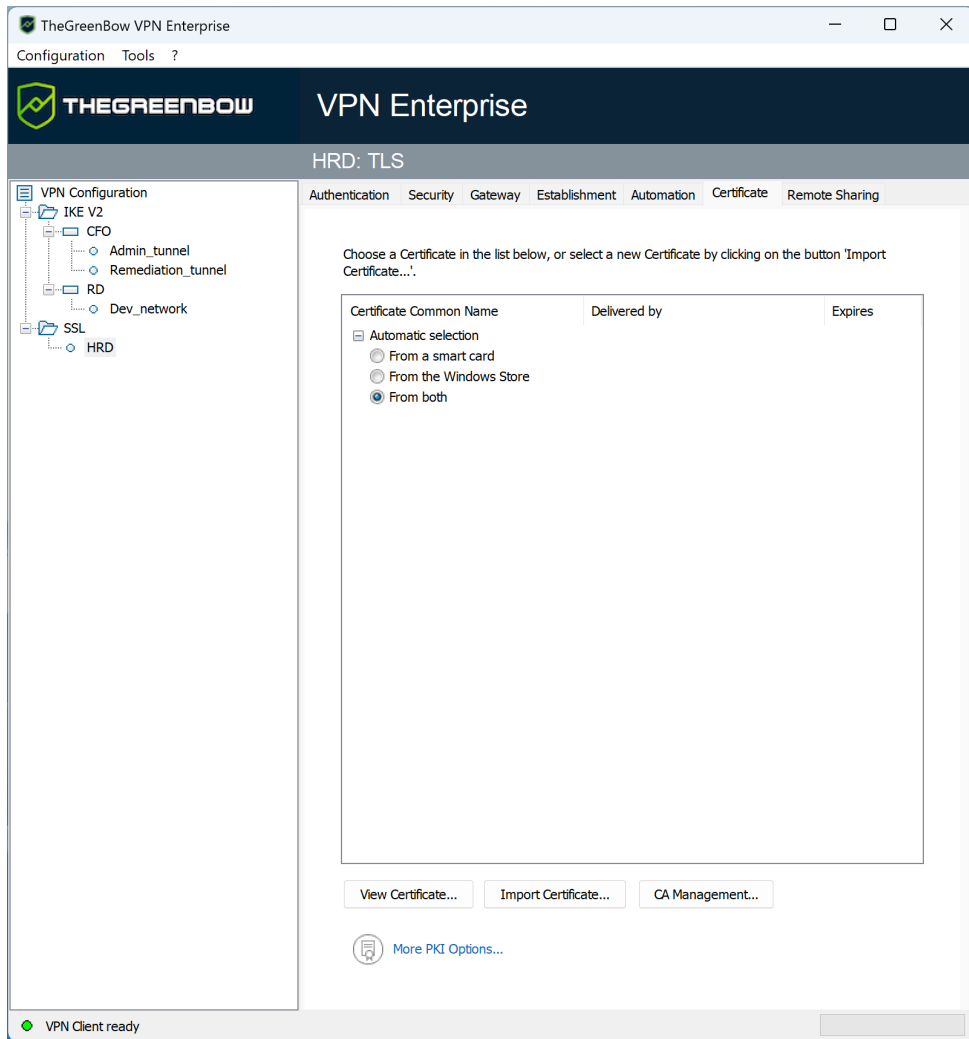 TheGreenBow VPN Enterprise
Configuration Tools ?
THEGREENBOW
VPN Enterprise
HRD: TLS
VPN Configuration
IKE V2
CFO
Admin_tunnel
Remediation_tunnel
RD
Dev_network
SSL
HRD
Authentication Security Gateway Establishment Automation Certificate Remote Sharing
Choose a Certificate in the list below, or select a new Certificate by clicking on the button 'Import
Certificate...'.
Certificate Common Name Delivered by Expires
Automatic selection
From a smart card
From the Windows Store
From both
View Certificate... Import Certificate... CA Management...
More PKI Options...
VPN Client ready